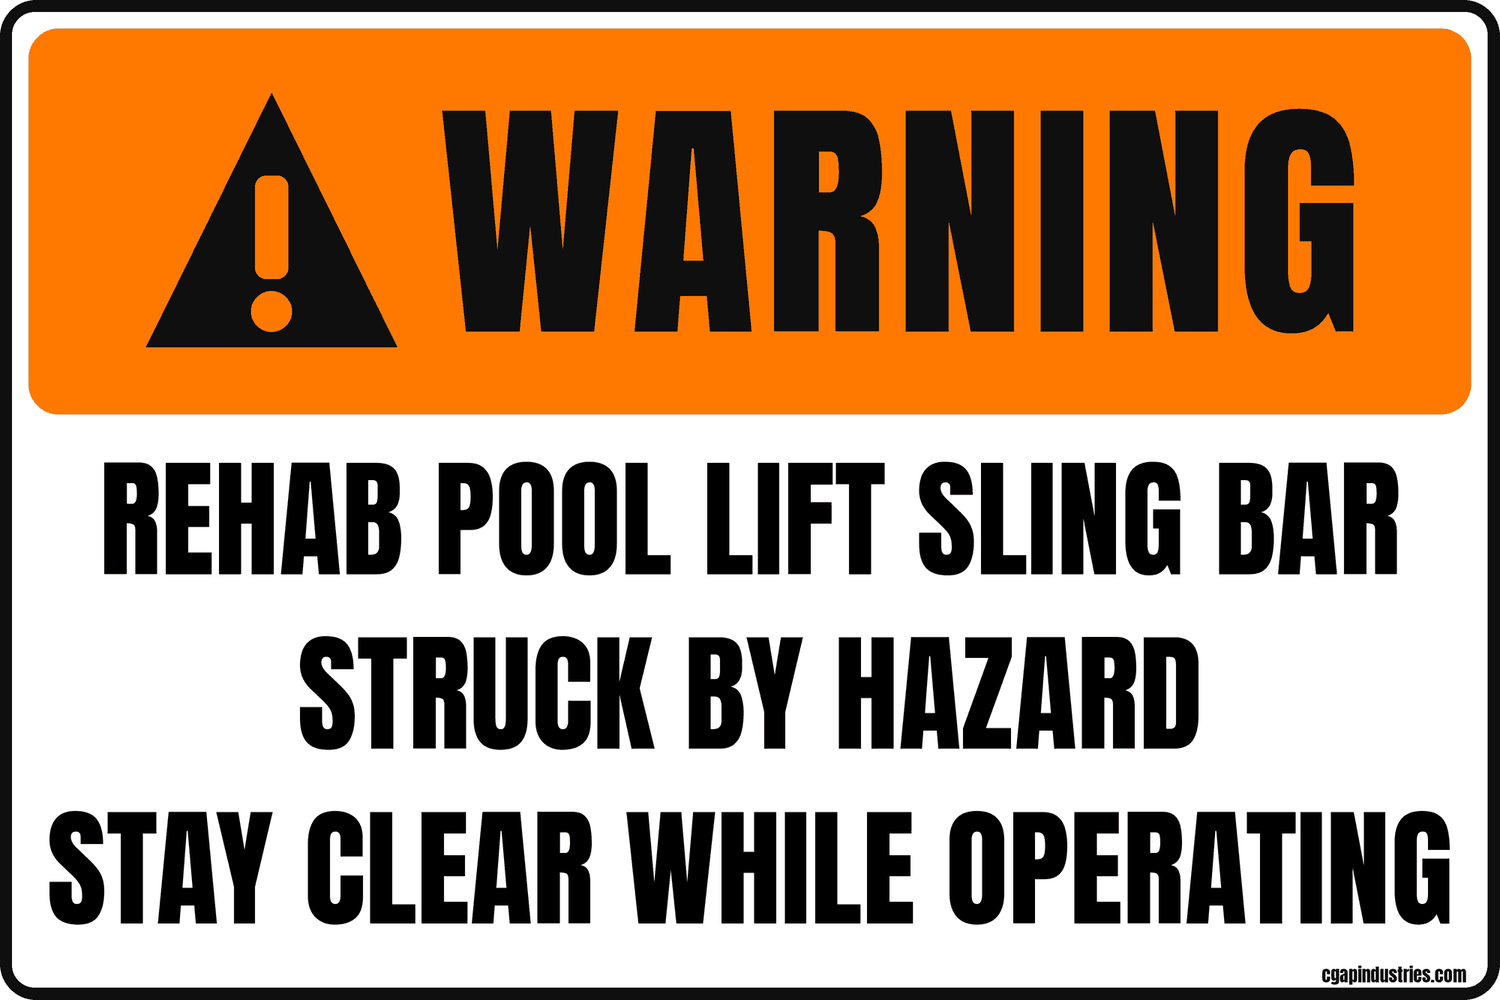 WARNING
REHAB POOL LIFT SLING BAR
STRUCK BY HAZARD
STAY CLEAR WHILE OPERATING
cgapindustries.com